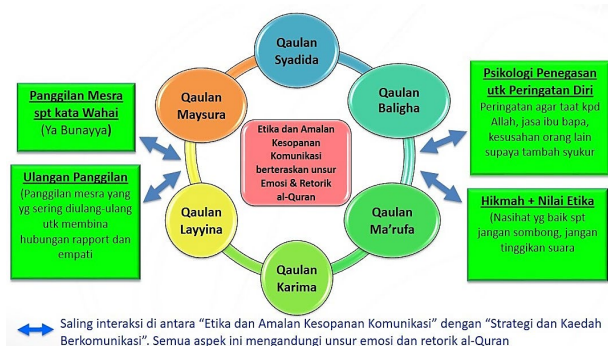 Qaulan
Syadida
Qaulan
Maysura
Qaulan
Baligha
Panggilan Mesra
spt kata Wahai
(Ya Bunayya)
Ulangan Panggilan
(Panggilan mesra yang
yg sering diulang-ulang
utk membina
hubungan rapport dan
empati
Etika dan Amalan
Kesopanan
Komunikasi
berteraskan unsur
Emosi & Retorik
al-Quran
Psikologi Penegasan
utk Peringatan Diri
Peringatan agar taat kpd
Allah, jasa ibu bapa,
kesusahan orang lain
supaya tambah syukur
Hikmah + Nilai Etika
(Nasihat yg baik spt
jangan sombong, jangan
tinggikan suara
Qaulan
Layyina
Qaulan
Ma'rufa
Qaulan
Karima
Saling interaksi di antara “Etika dan Amalan Kesopanan Komunikasi” dengan “Strategi dan Kaedah
Berkomunikasi”. Semua aspek ini mengandungi unsur emosi dan retorik al-Quran